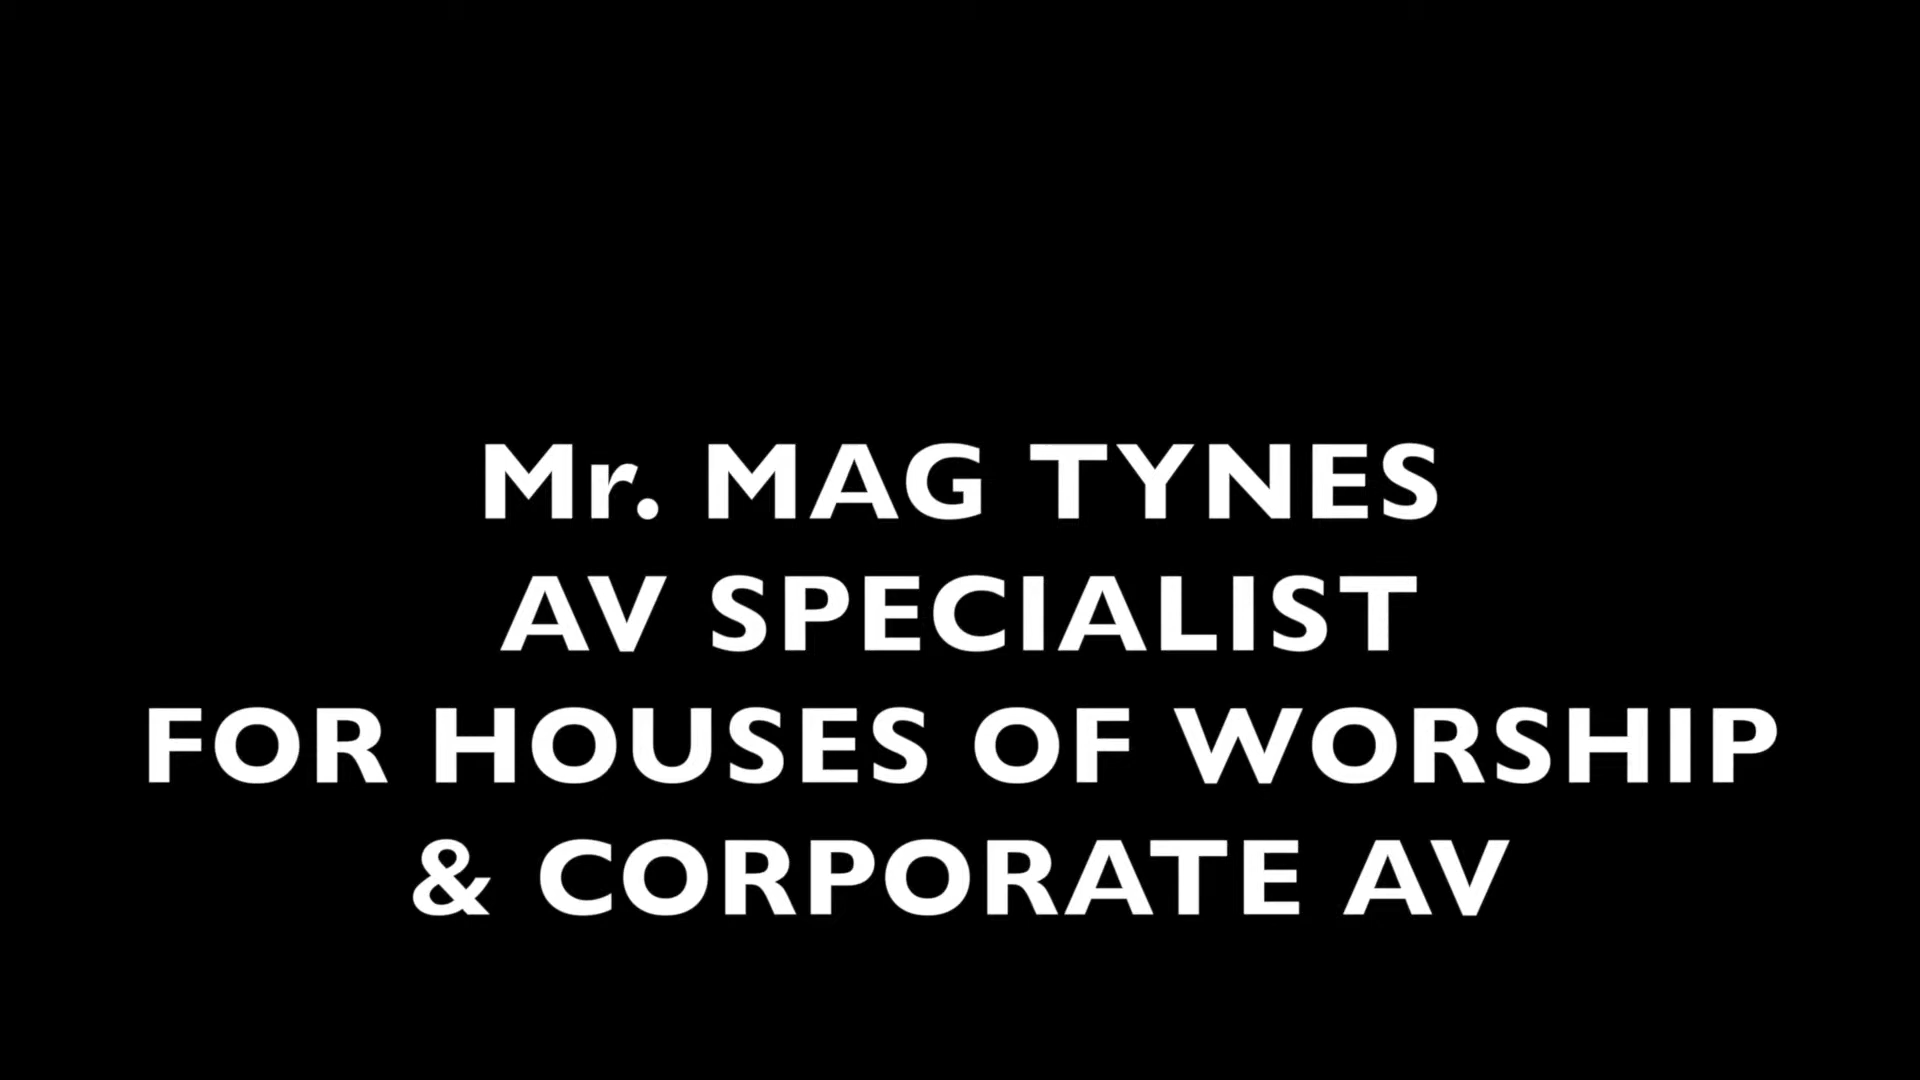 Mr. MAG TYNES
AV SPECIALIST
FOR HOUSES OF WORSHIP
& CORPORATE AV